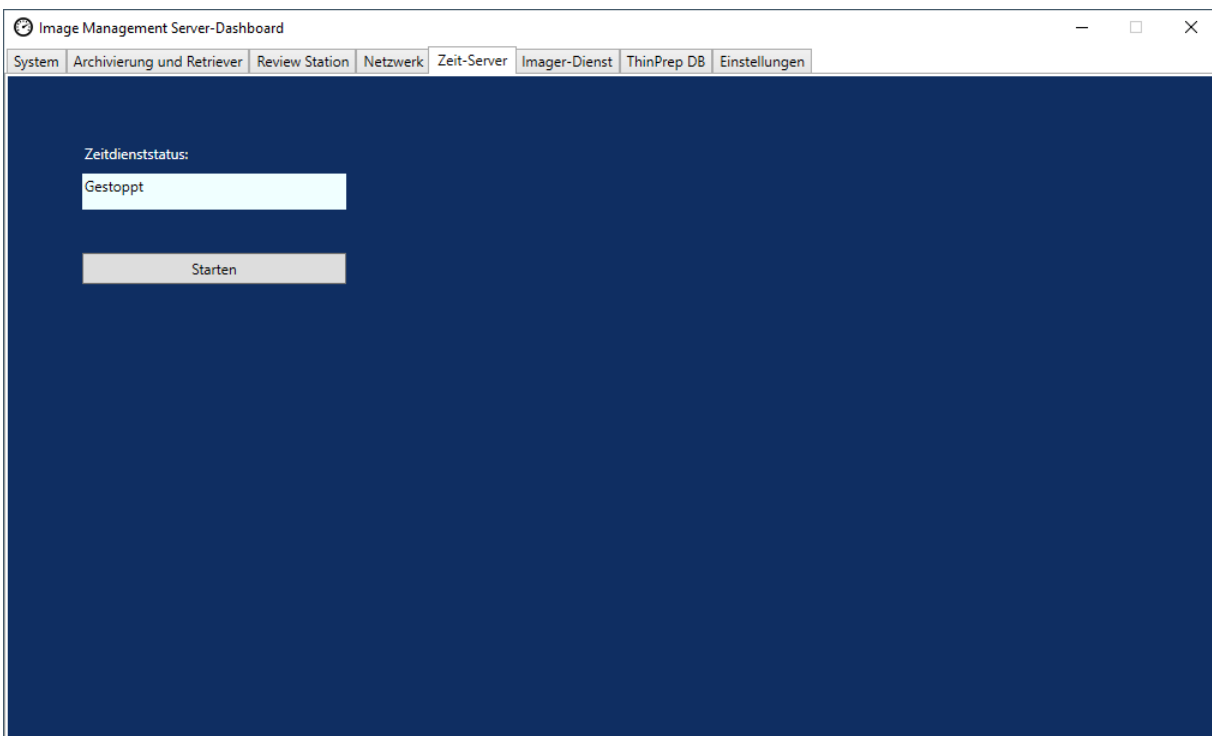 Image Management Server-Dashboard
System Archivierung und Retriever Review Station Netzwerk Zeit-Server Imager-Dienst ThinPrep DB Einstellungen
Zeitdienststatus:
Gestoppt
Starten